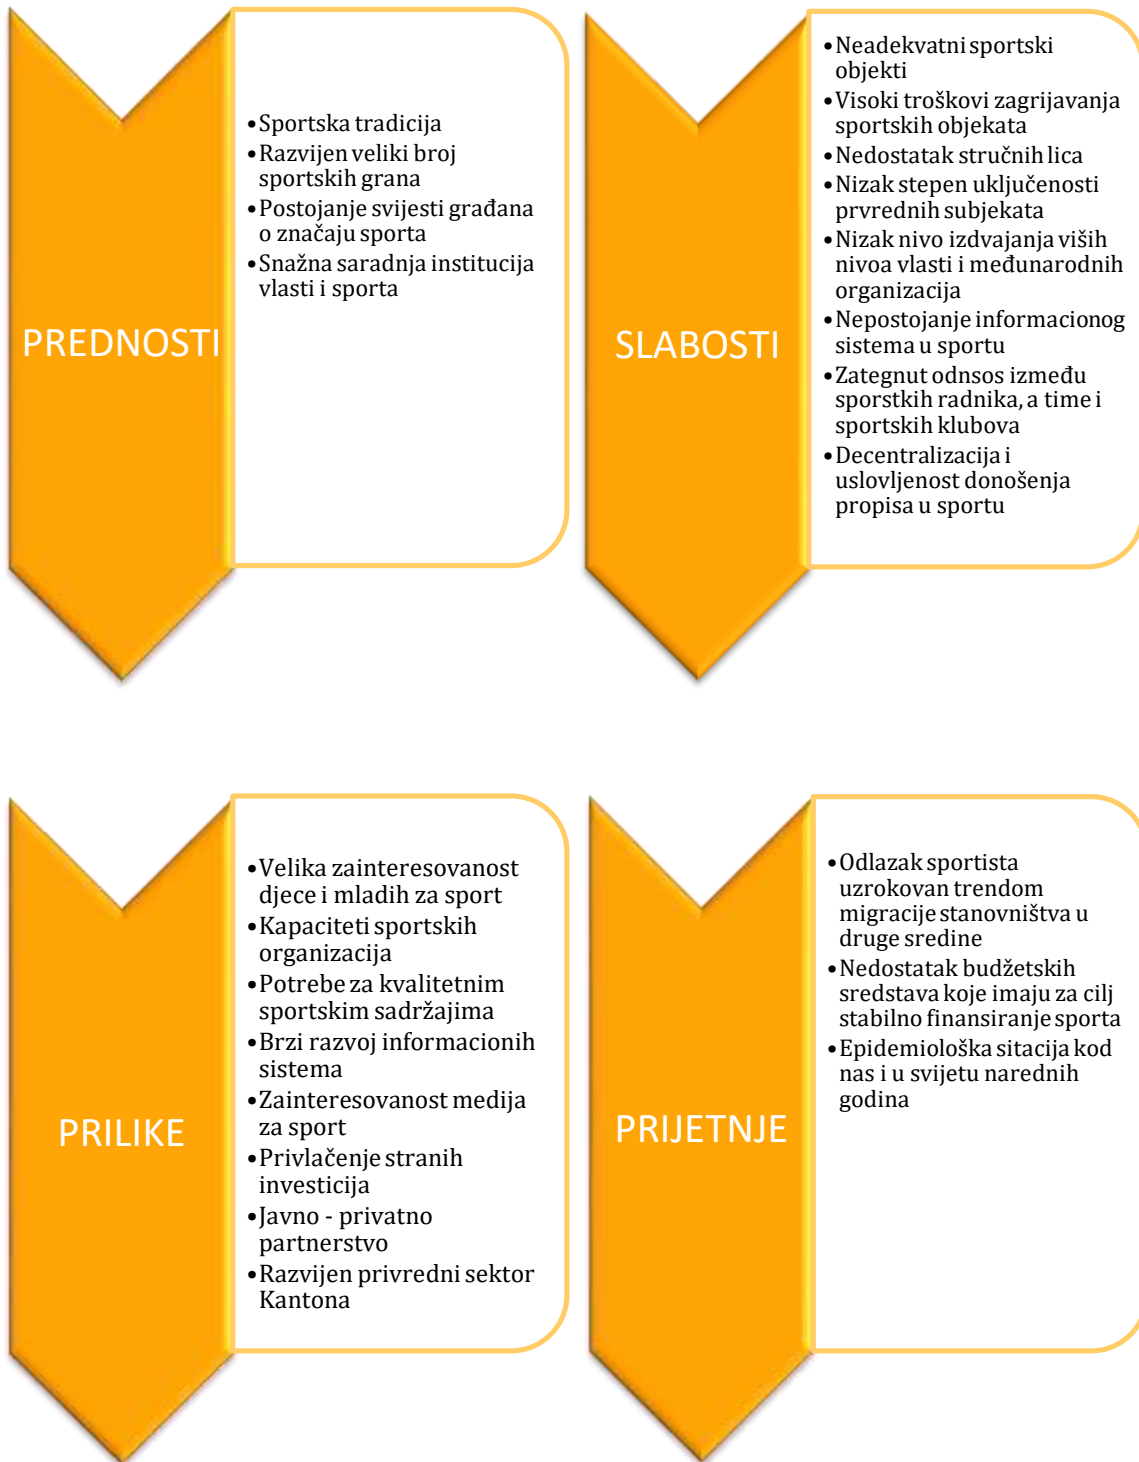 PREDNOSTI
•Sportska tradicija
•Razvijen veliki broj
sportskih grana
•Postojanje svijesti građana
o značaju sporta
•Snažna saradnja institucija
vlasti i sporta
SLABOSTI
•Neadekvatni sportski
objekti
•Visoki troškovi zagrijavanja
sportskih objekata
•Nedostatak stručnih lica
•Nizak stepen uključenosti
prvrednih subjekata
•Nizak nivo izdvajanja viših
nivoa vlasti i međunarodnih
organizacija
•Nepostojanje informacionog
sistema u sportu
•Zategnut odnsos između
sporstkih radnika, a time i
sportskih klubova
•Decentralizacija i
uslovljenost donošenja
propisa u sportu
PRILIKE
•Velika zainteresovanost
djece i mladih za sport
•Kapaciteti sportskih
organizacija
•Potrebe za kvalitetnim
sportskim sadržajima
•Brzi razvoj informacionih
sistema
•Zainteresovanost medija
za sport
•Privlačenje stranih
investicija
•Javno - privatno
partnerstvo
•Razvijen privredni sektor
Kantona
PRIJETNJE
•Odlazak sportista
uzrokovan trendom
migracije stanovništva u
druge sredine
•Nedostatak budžetskih
sredstava koje imaju za cilj
stabilno finansiranje sporta
•Epidemiološka sitacija kod
nas i u svijetu narednih
godina